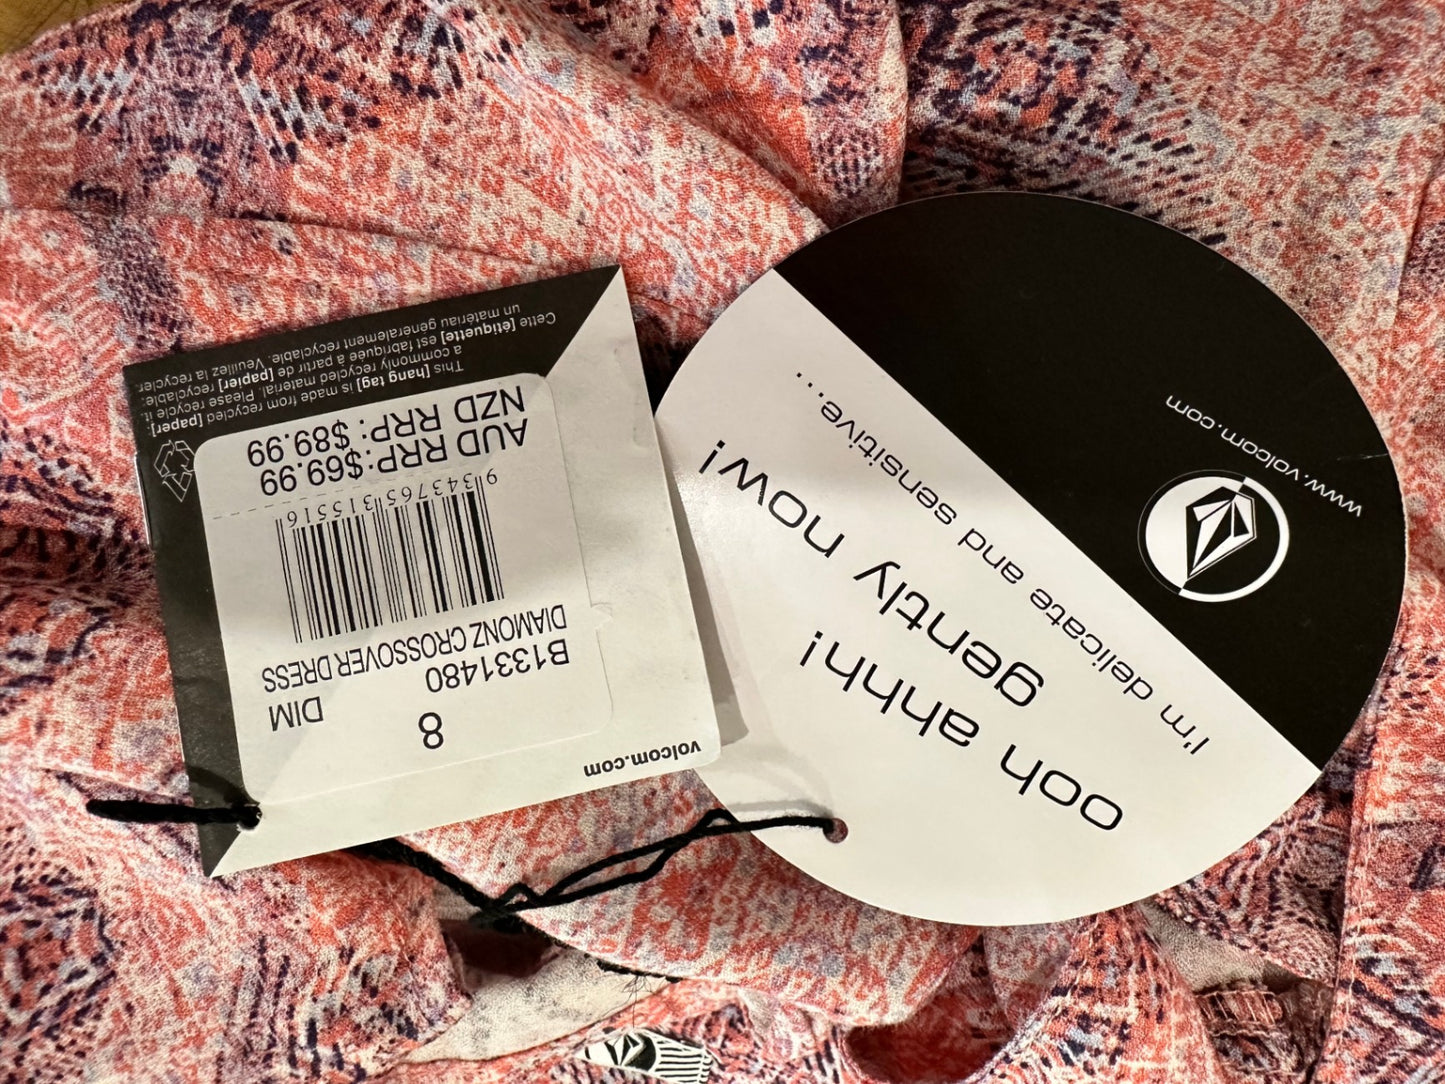 volcom.com
8
DIM
B1331480
DIAMONZ CROSSOVER DRESS
9343765315516
AUD RRP:$69.99
NZD RRP: $89.99
This [hang tag] is made from recycled [paper];
a commonly recycled material. Please recycle it.
Cette [étiquette] est fabriquée à partir de [papier] recyclable:
un matériau généralement recyclable. Veuillez la recycler.
ooh ahhh!
gently now!
I'm delicate and sensitive...
www.volcom.com